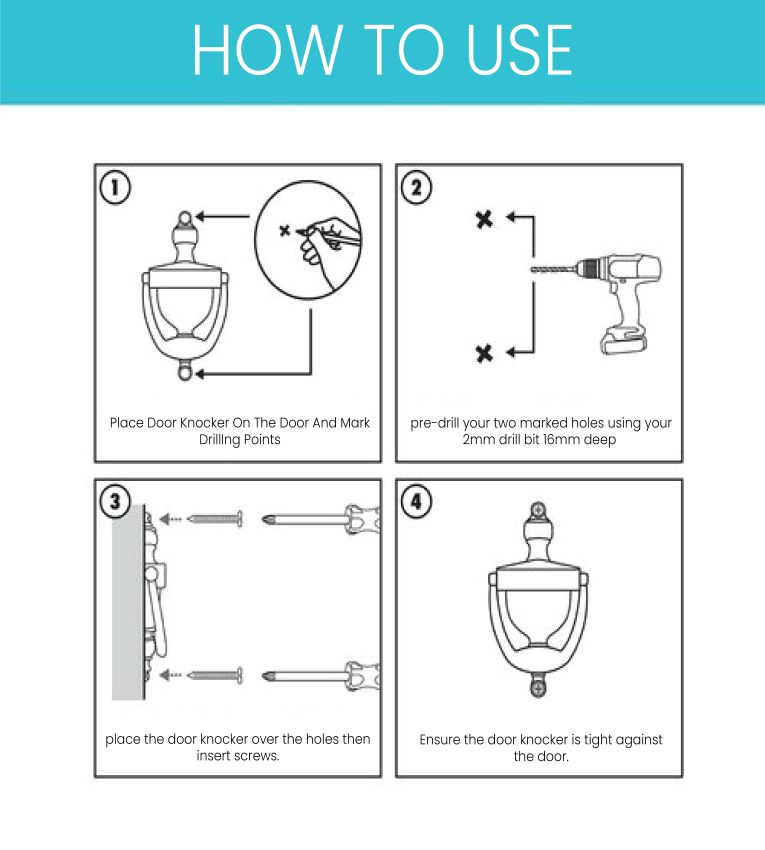 HOW TO USE
1
Place Door Knocker On The Door And Mark
DrillIng Points
2
pre-drill your two marked holes using your
2mm drill bit 16mm deep
3
place the door knocker over the holes then
insert screws.
4
Ensure the door knocker is tight against
the door.